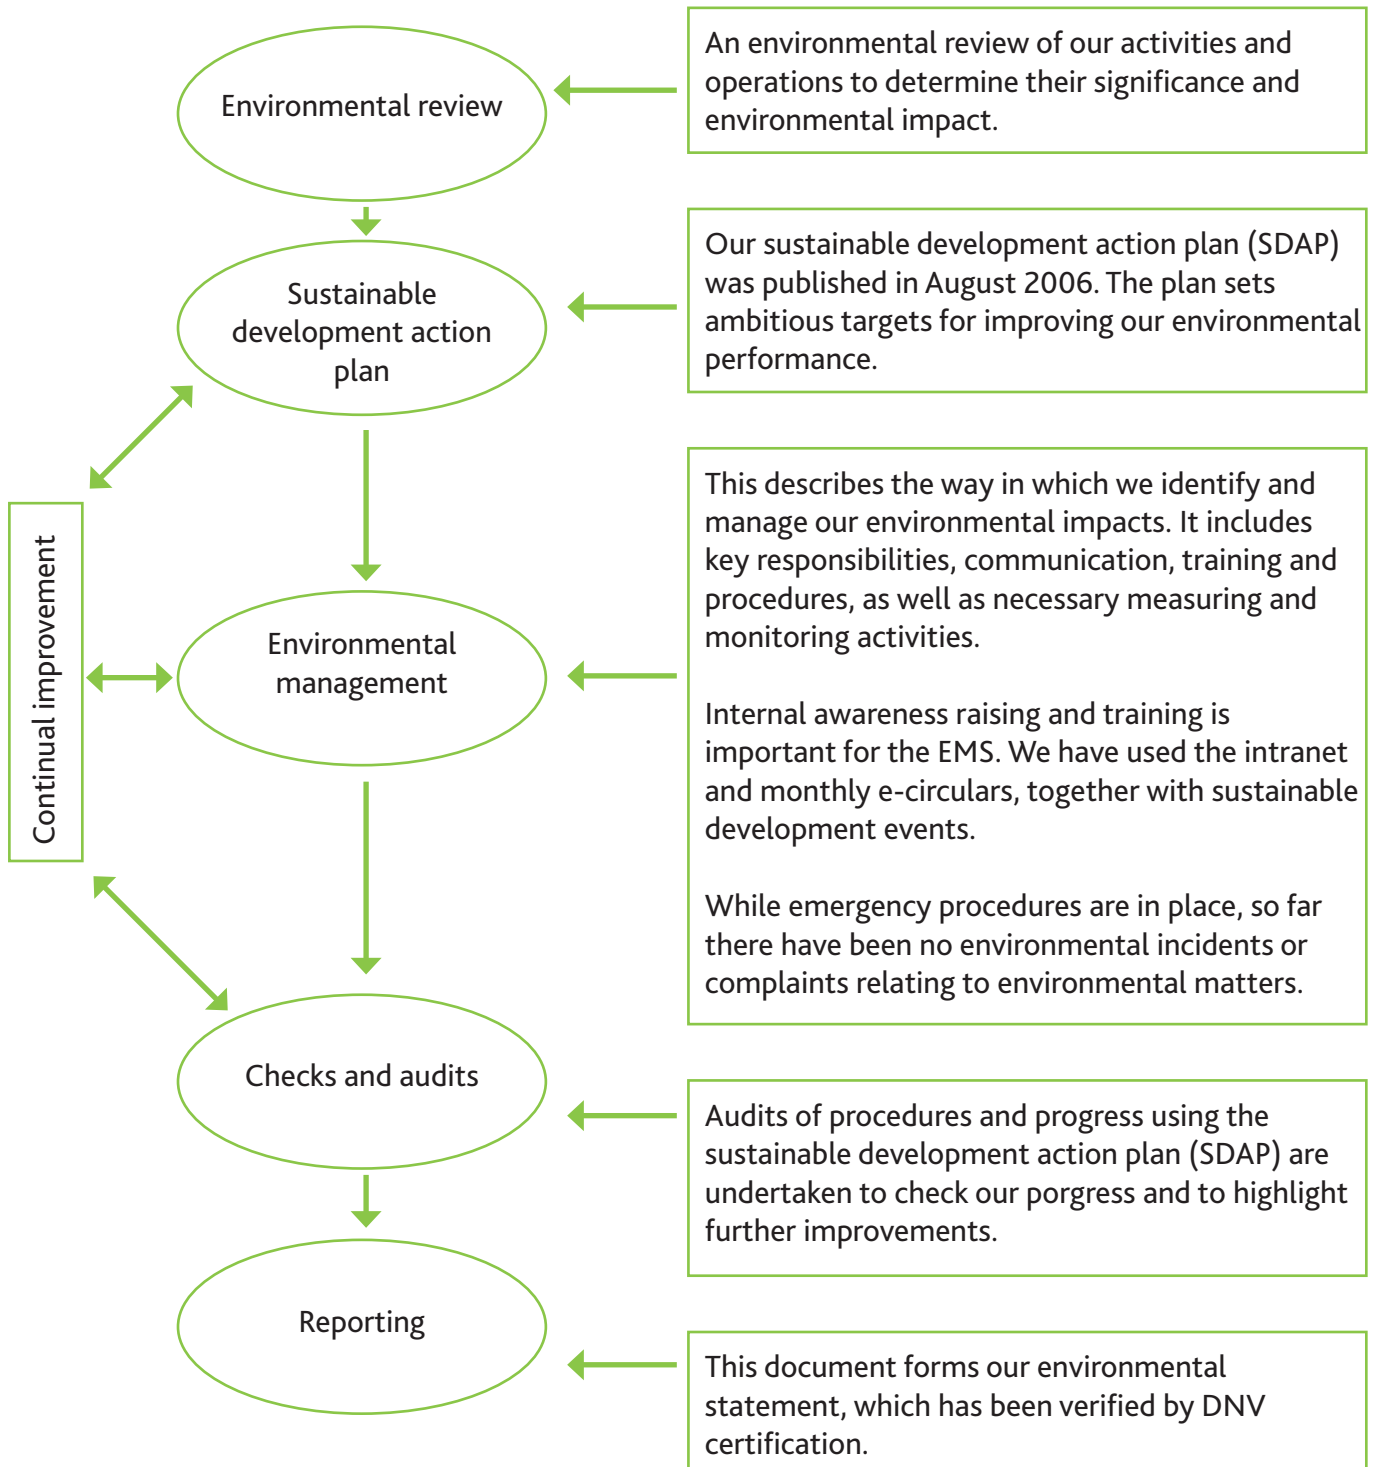 Environmental review
An environmental review of our activities and
operations to determine their significance and
environmental impact.
Sustainable
development action
plan
Our sustainable development action plan (SDAP)
was published in August 2006. The plan sets
ambitious targets for improving our environmental
performance.
Continual improvement
Environmental
management
This describes the way in which we identify and
manage our environmental impacts. It includes
key responsibilities, communication, training and
procedures, as well as necessary measuring and
monitoring activities.
Internal awareness raising and training is
important for the EMS. We have used the intranet
and monthly e-circulars, together with sustainable
development events.
While emergency procedures are in place, so far
there have been no environmental incidents or
complaints relating to environmental matters.
Checks and audits
Audits of procedures and progress using the
sustainable development action plan (SDAP) are
undertaken to check our porgress and to highlight
further improvements.
Reporting
This document forms our environmental
statement, which has been verified by DNV
certification.